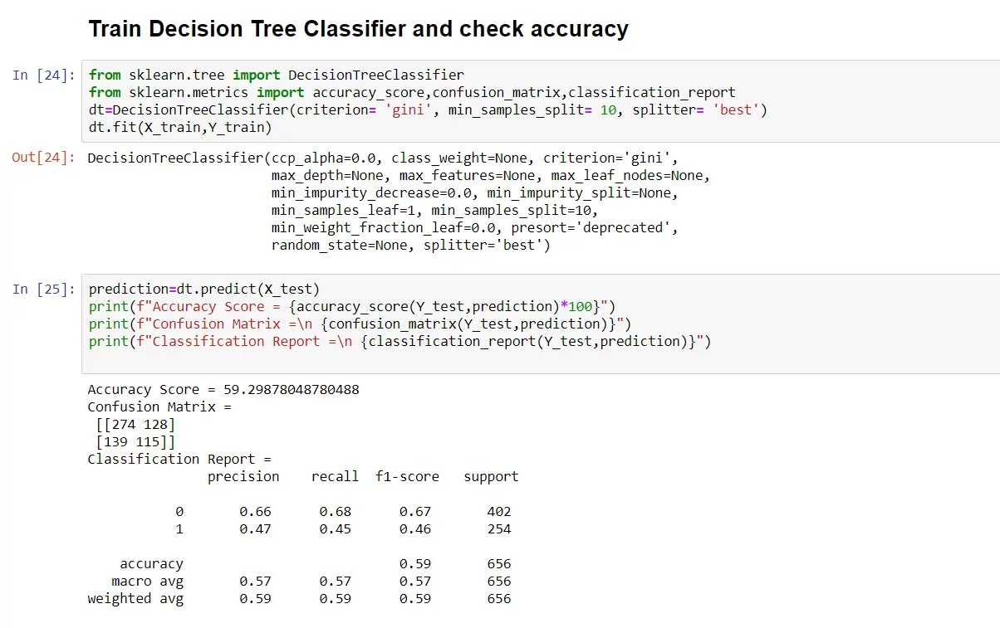 Train Decision Tree Classifier and check accuracy
In [24]: from sklearn.tree import DecisionTreeClassifier
from sklearn.metrics import accuracy_score,confusion_matrix,classification_report
dt=DecisionTreeClassifier(criterion= 'gini', min_samples_split= 10, splitter= 'best')
dt.fit(X_train,Y_train)
Out[24]: DecisionTreeClassifier(ccp_alpha=0.0, class_weight=None, criterion='gini',
max_depth=None, max_features=None, max_leaf_nodes=None,
min_impurity_decrease=0.0, min_impurity_split=None,
min_samples_leaf=1, min_samples_split=10,
min_weight_fraction_leaf=0.0, presort='deprecated',
random_state=None, splitter='best')
In [25]: prediction=dt.predict(X_test)
print(f"Accuracy Score = {accuracy_score(Y_test,prediction)*100}")
print(f"Confusion Matrix =\n {confusion_matrix(Y_test,prediction)}")
print(f"Classification Report =\n {classification_report(Y_test,prediction)}")
Accuracy Score = 59.29878048780488
Confusion Matrix =
[[274 128]
[139 115]]
Classification Report =
precision recall f1-score support
0 0.66 0.68 0.67 402
1 0.47 0.45 0.46 254
accuracy 0.59 656
macro avg 0.57 0.57 0.57 656
weighted avg 0.59 0.59 0.59 656